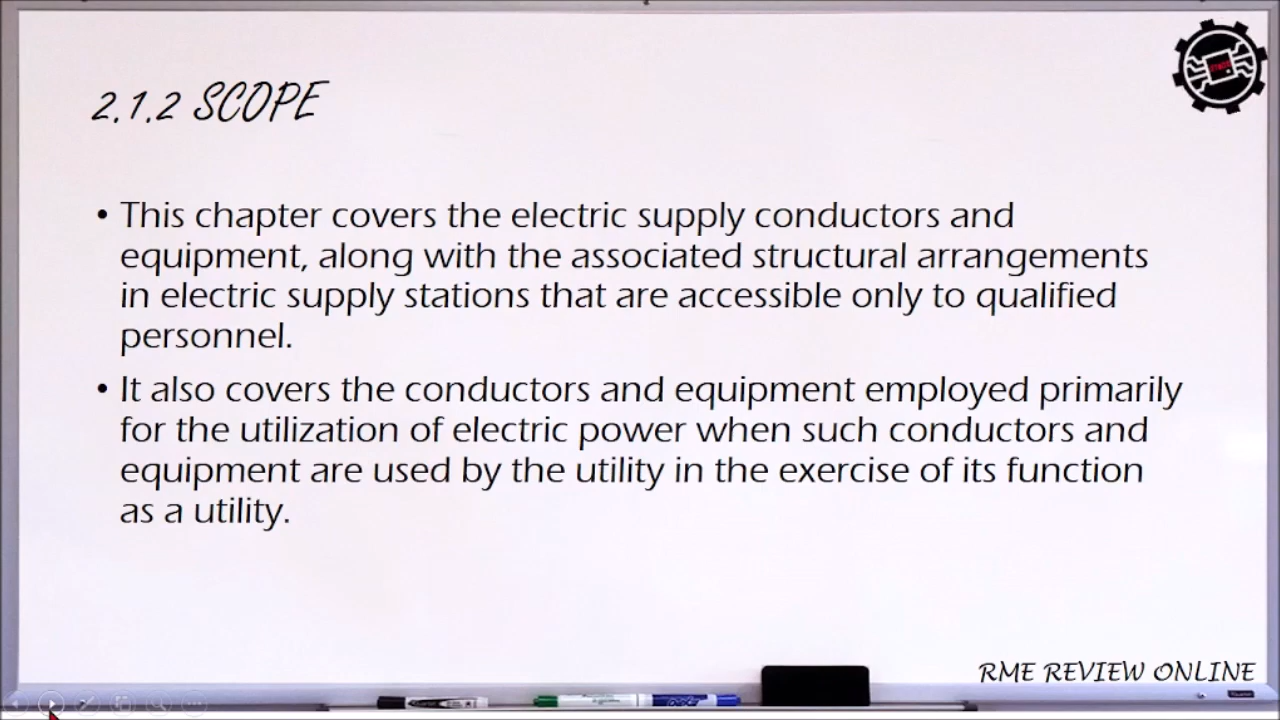 2.1.2 SCOPE
• This chapter covers the electric supply conductors and
equipment, along with the associated structural arrangements
in electric supply stations that are accessible only to qualified
personnel.
• It also covers the conductors and equipment employed primarily
for the utilization of electric power when such conductors and
equipment are used by the utility in the exercise of its function
as a utility.
RME REVIEW ONLINE